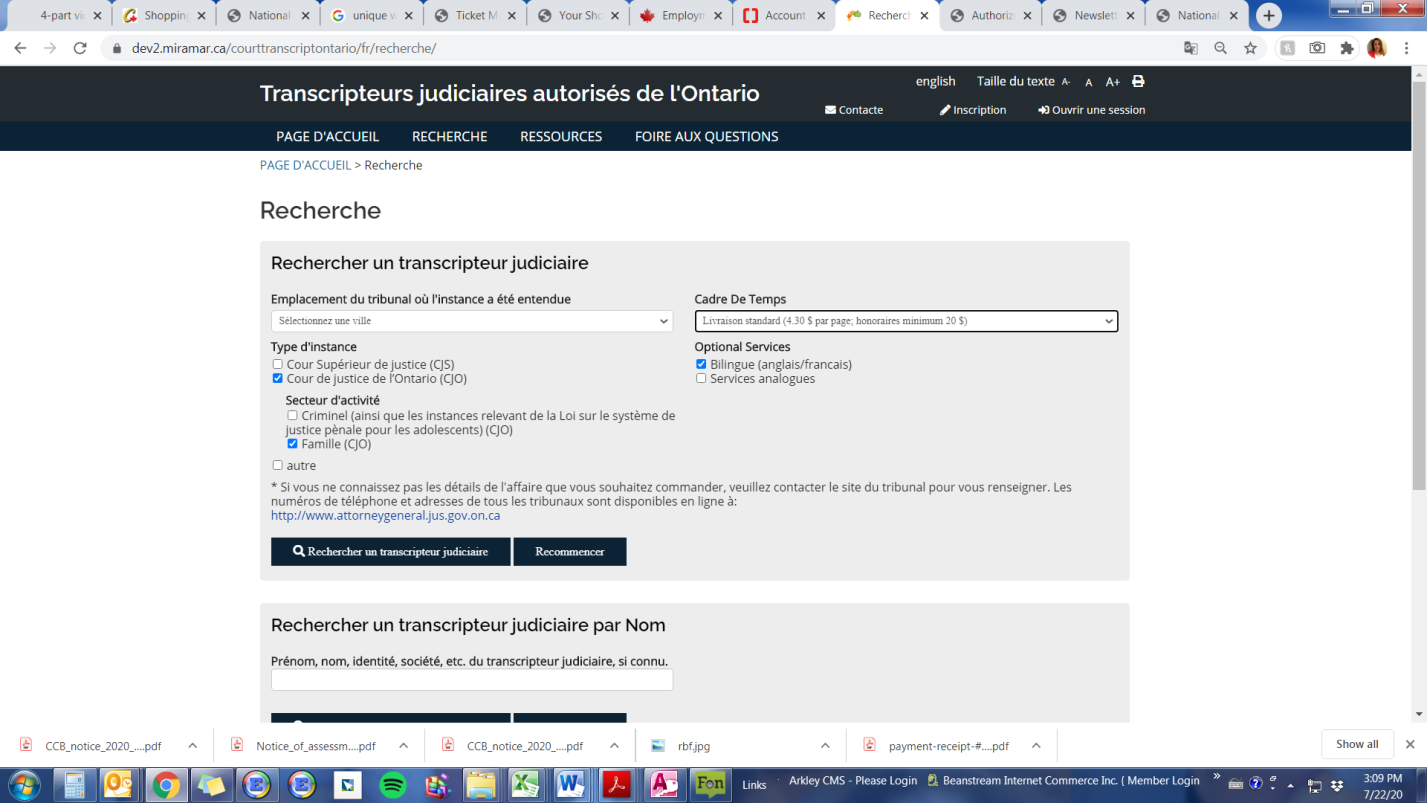 4-part vi
Shopping
National
unique w
Ticket M
Your Sho
Employm
Account
Recherch
Authoriz
Newslett
National
dev2.miramar.ca/courttranscriptontario/fr/recherche/
Transcripteurs judiciaires autorisés de l'Ontario
english Taille du texte A- A A+
Contacte Inscription Ouvrir une session
PAGE D'ACCUEIL RECHERCHE RESSOURCES FOIRE AUX QUESTIONS
PAGE D'ACCUEIL > Recherche
Recherche
Rechercher un transcripteur judiciaire
Emplacement du tribunal où l'instance a été entendue
Sélectionnez une ville
Cadre De Temps
Livraison standard (4.30 $ par page; honoraires minimum 20 $)
Type d'instance
Cour Supérieur de justice (CJS)
Cour de justice de l'Ontario (CJO)
Secteur d'activité
Criminel (ainsi que les instances relevant de la Loi sur le système de
justice pènale pour les adolescents) (CJO)
Famille (CJO)
autre
Optional Services
Bilingue (anglais/francais)
Services analogues
* Si vous ne connaissez pas les détails de l'affaire que vous souhaitez commander, veuillez contacter le site du tribunal pour vous renseigner. Les
numéros de téléphone et adresses de tous les tribunaux sont disponibles en ligne à:
http://www.attorneygeneral.jus.gov.on.ca
Rechercher un transcripteur judiciaire Recommencer
Rechercher un transcripteur judiciaire par Nom
Prénom, nom, identité, société, etc. du transcripteur judiciaire, si connu.
CCB_notice_2020_....pdf
Notice_of_assessm....pdf
CCB_notice_2020_....pdf
rbf.jpg
payment-receipt-#....pdf
Show all
Fon
Links
Arkley CMS - Please Login
Beanstream Internet Commerce Inc. { Member Login
3:09 PM
7/22/20